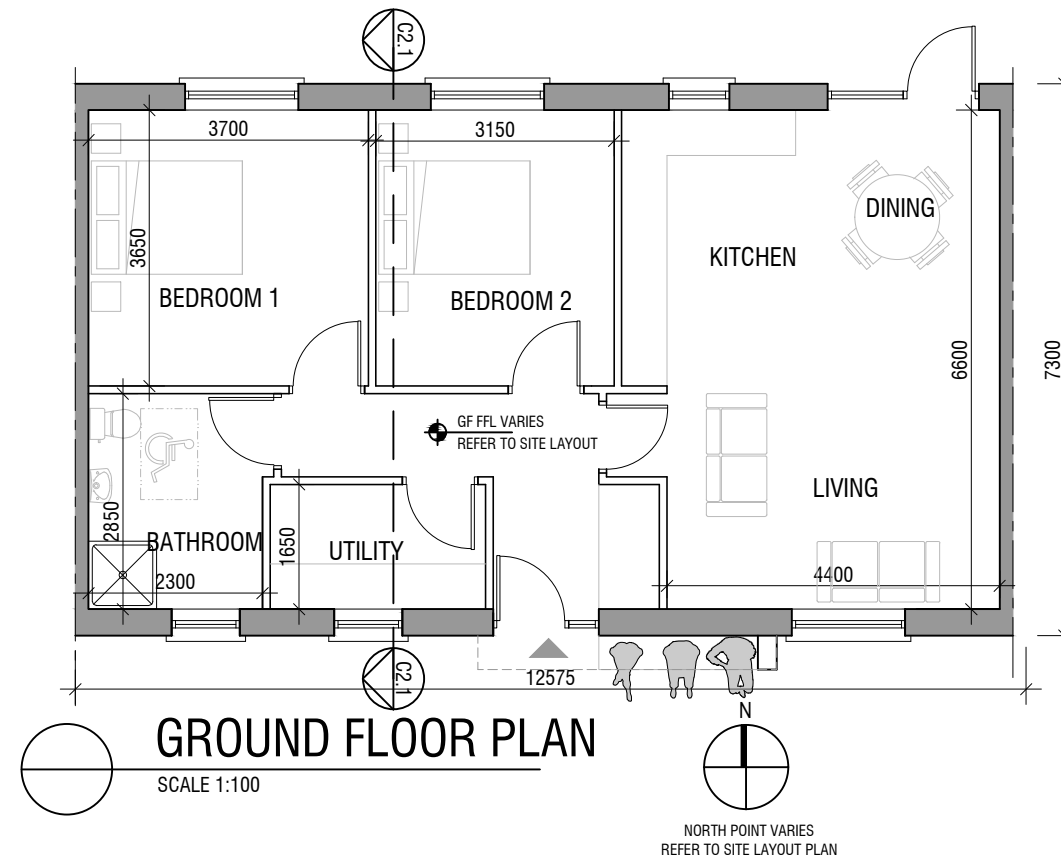 C2.1
3700
3150
DINING
KITCHEN
3650
BEDROOM 1
BEDROOM 2
6600
7300
GF FFL VARIES
REFER TO SITE LAYOUT
LIVING
2850
BATHROOM
1650
UTILITY
2300
4400
C2.1
12575
N
GROUND FLOOR PLAN
SCALE 1:100
NORTH POINT VARIES
REFER TO SITE LAYOUT PLAN